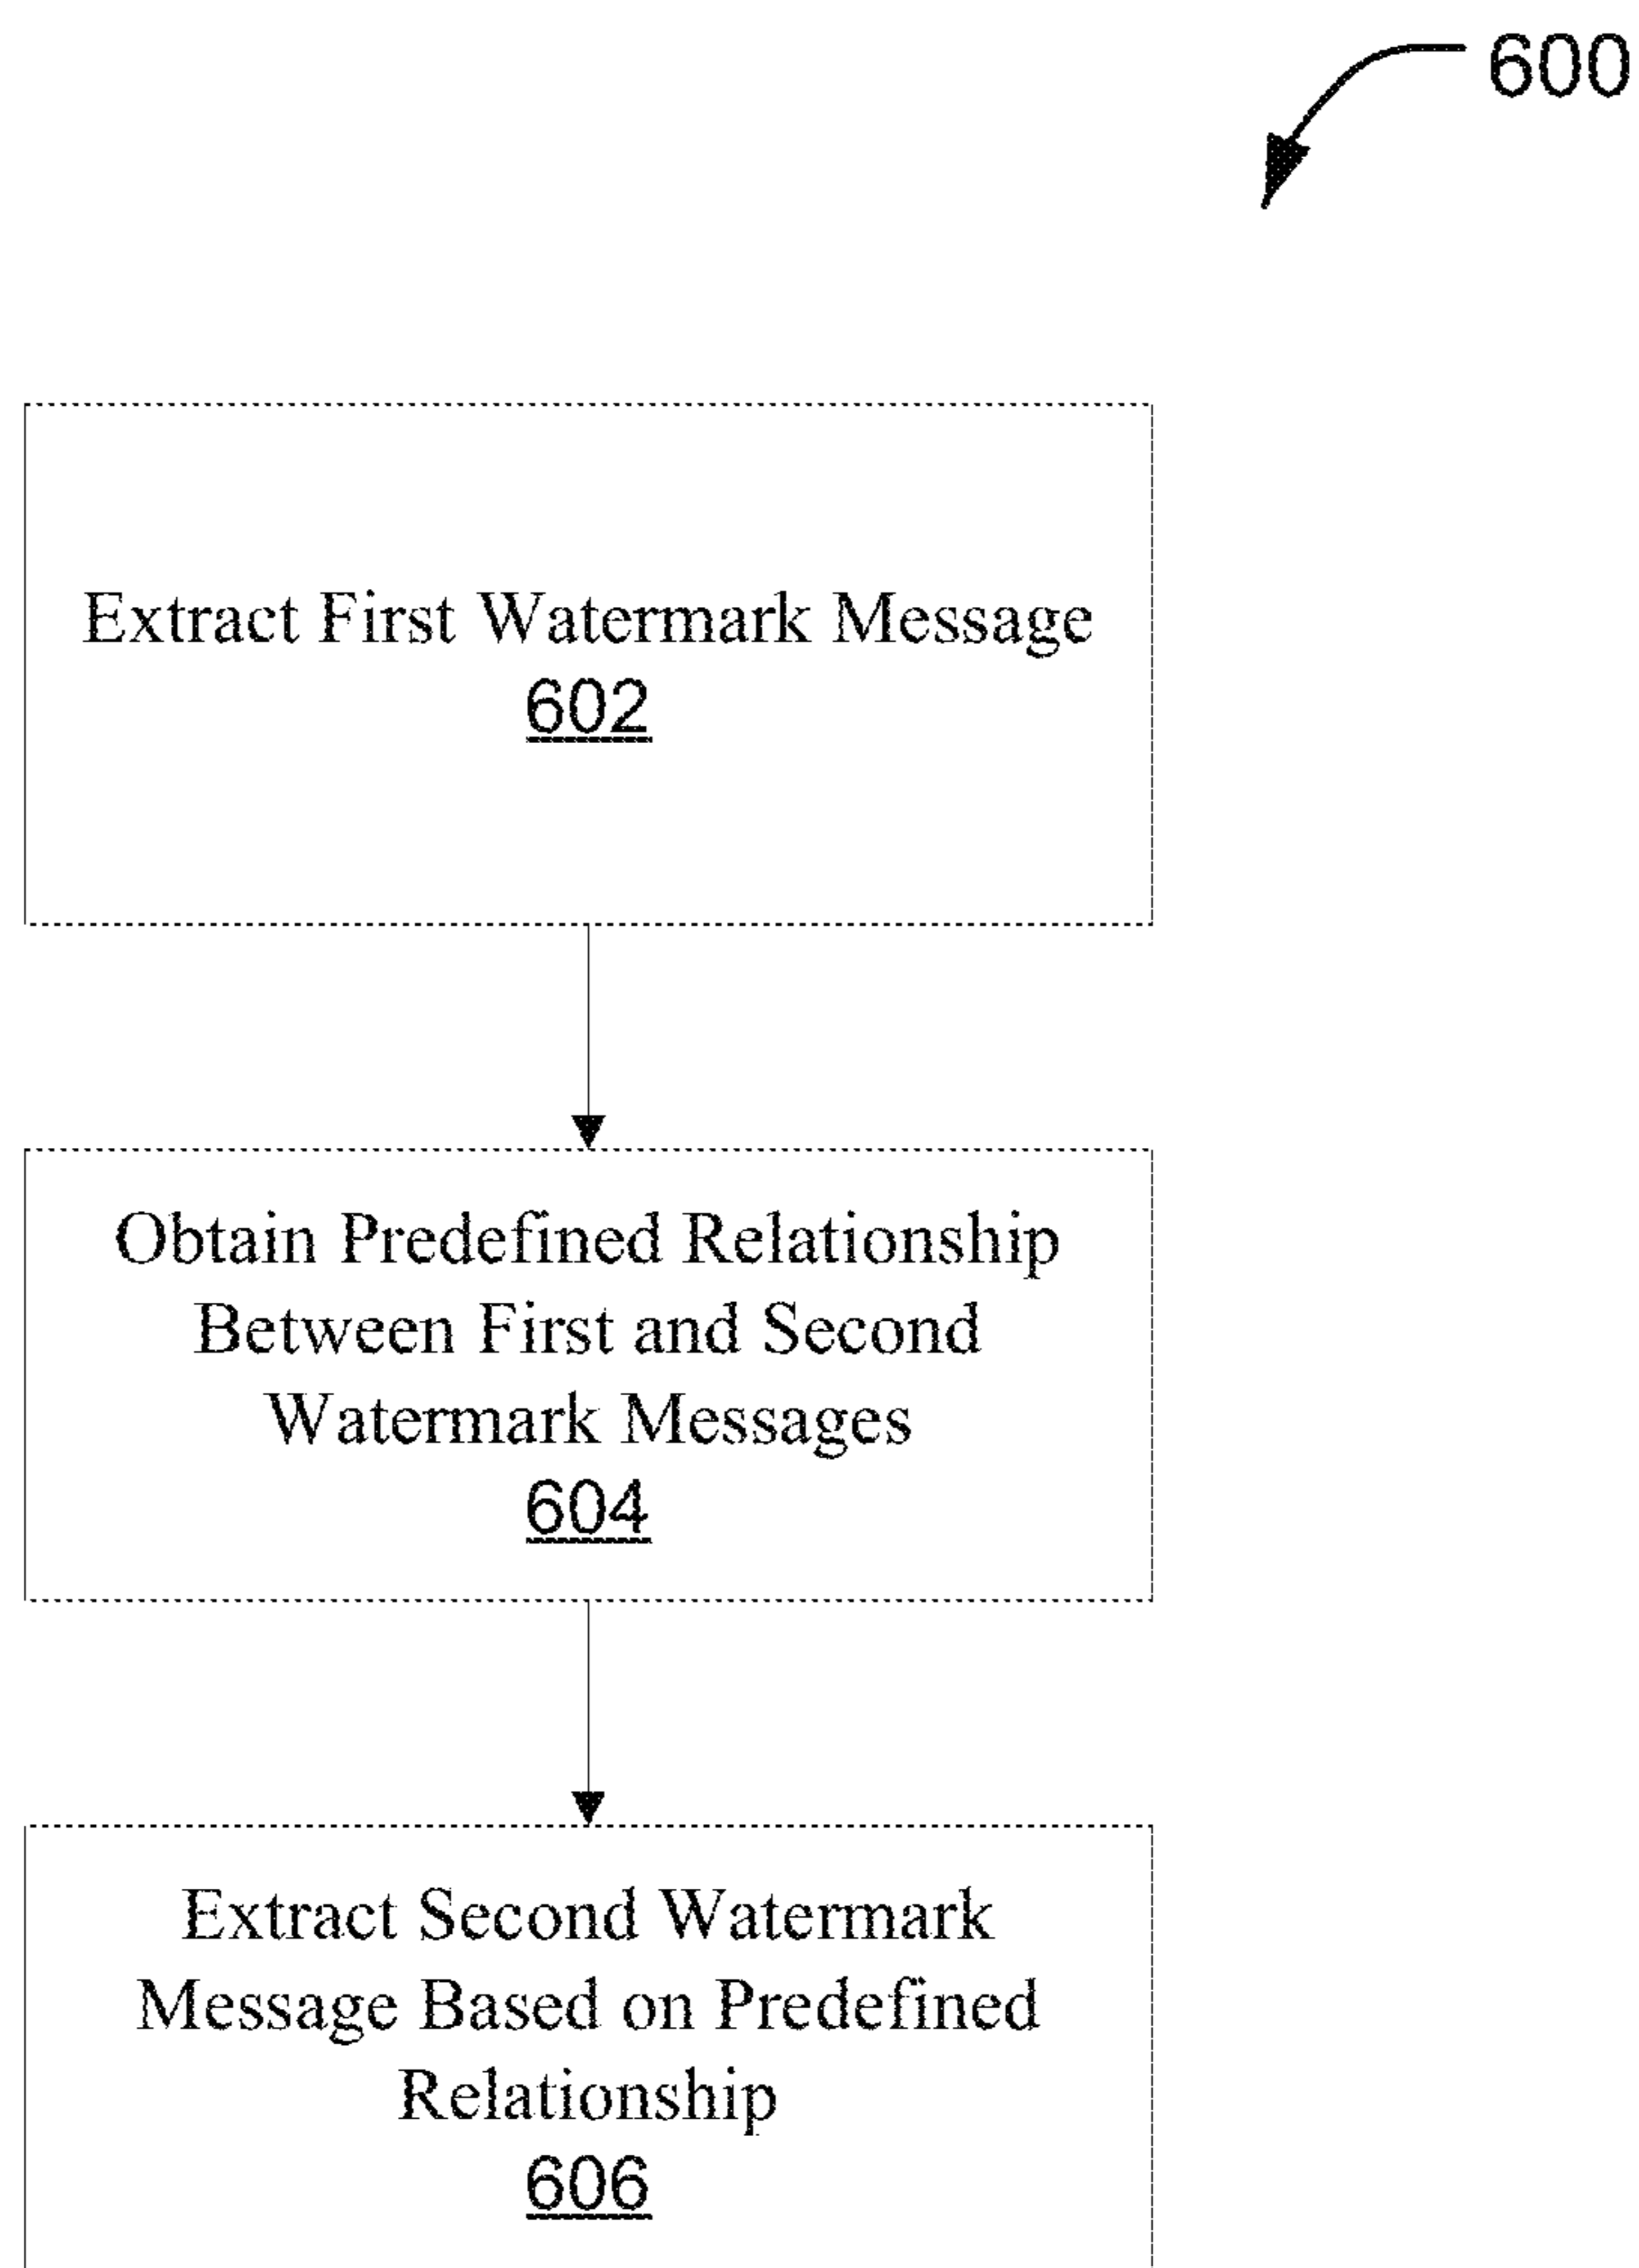 600
Extract First Watermark Message
602
Obtain Predefined Relationship
Between First and Second
Watermark Messages
604
Extract Second Watermark
Message Based on Predefined
Relationship
606